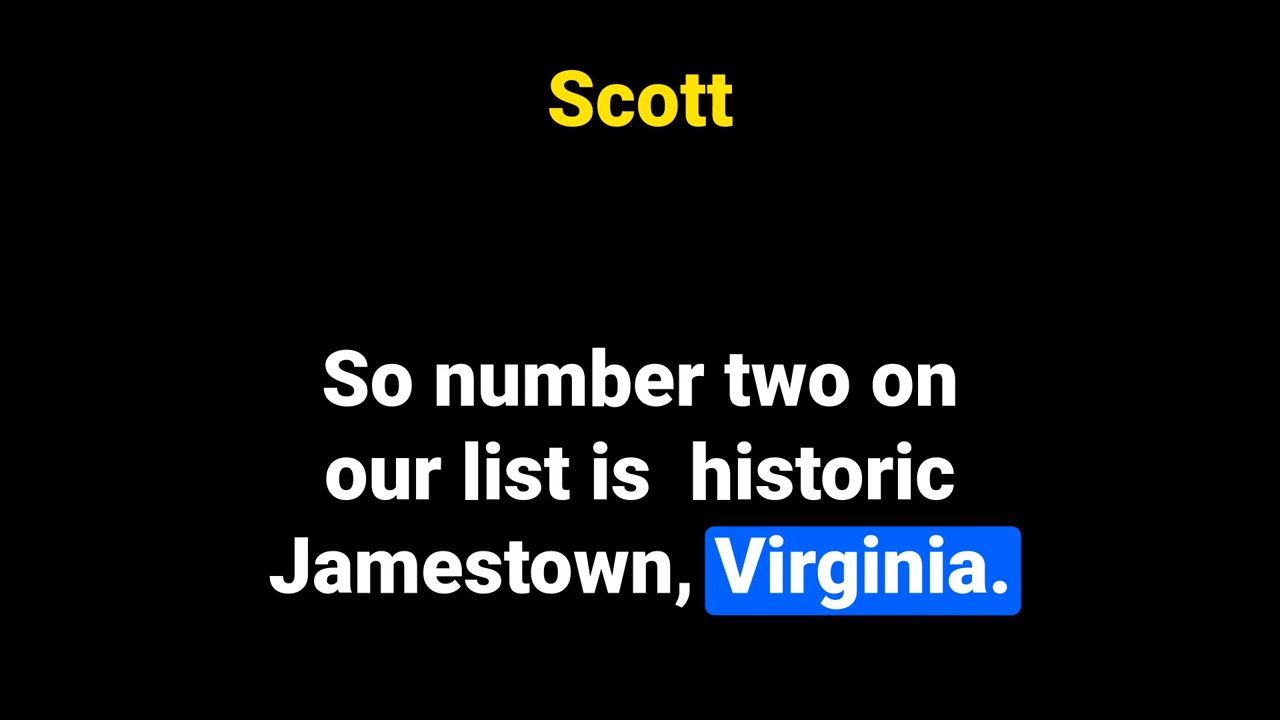 Scott
So number two on
our list is  historic
Jamestown, Virginia.